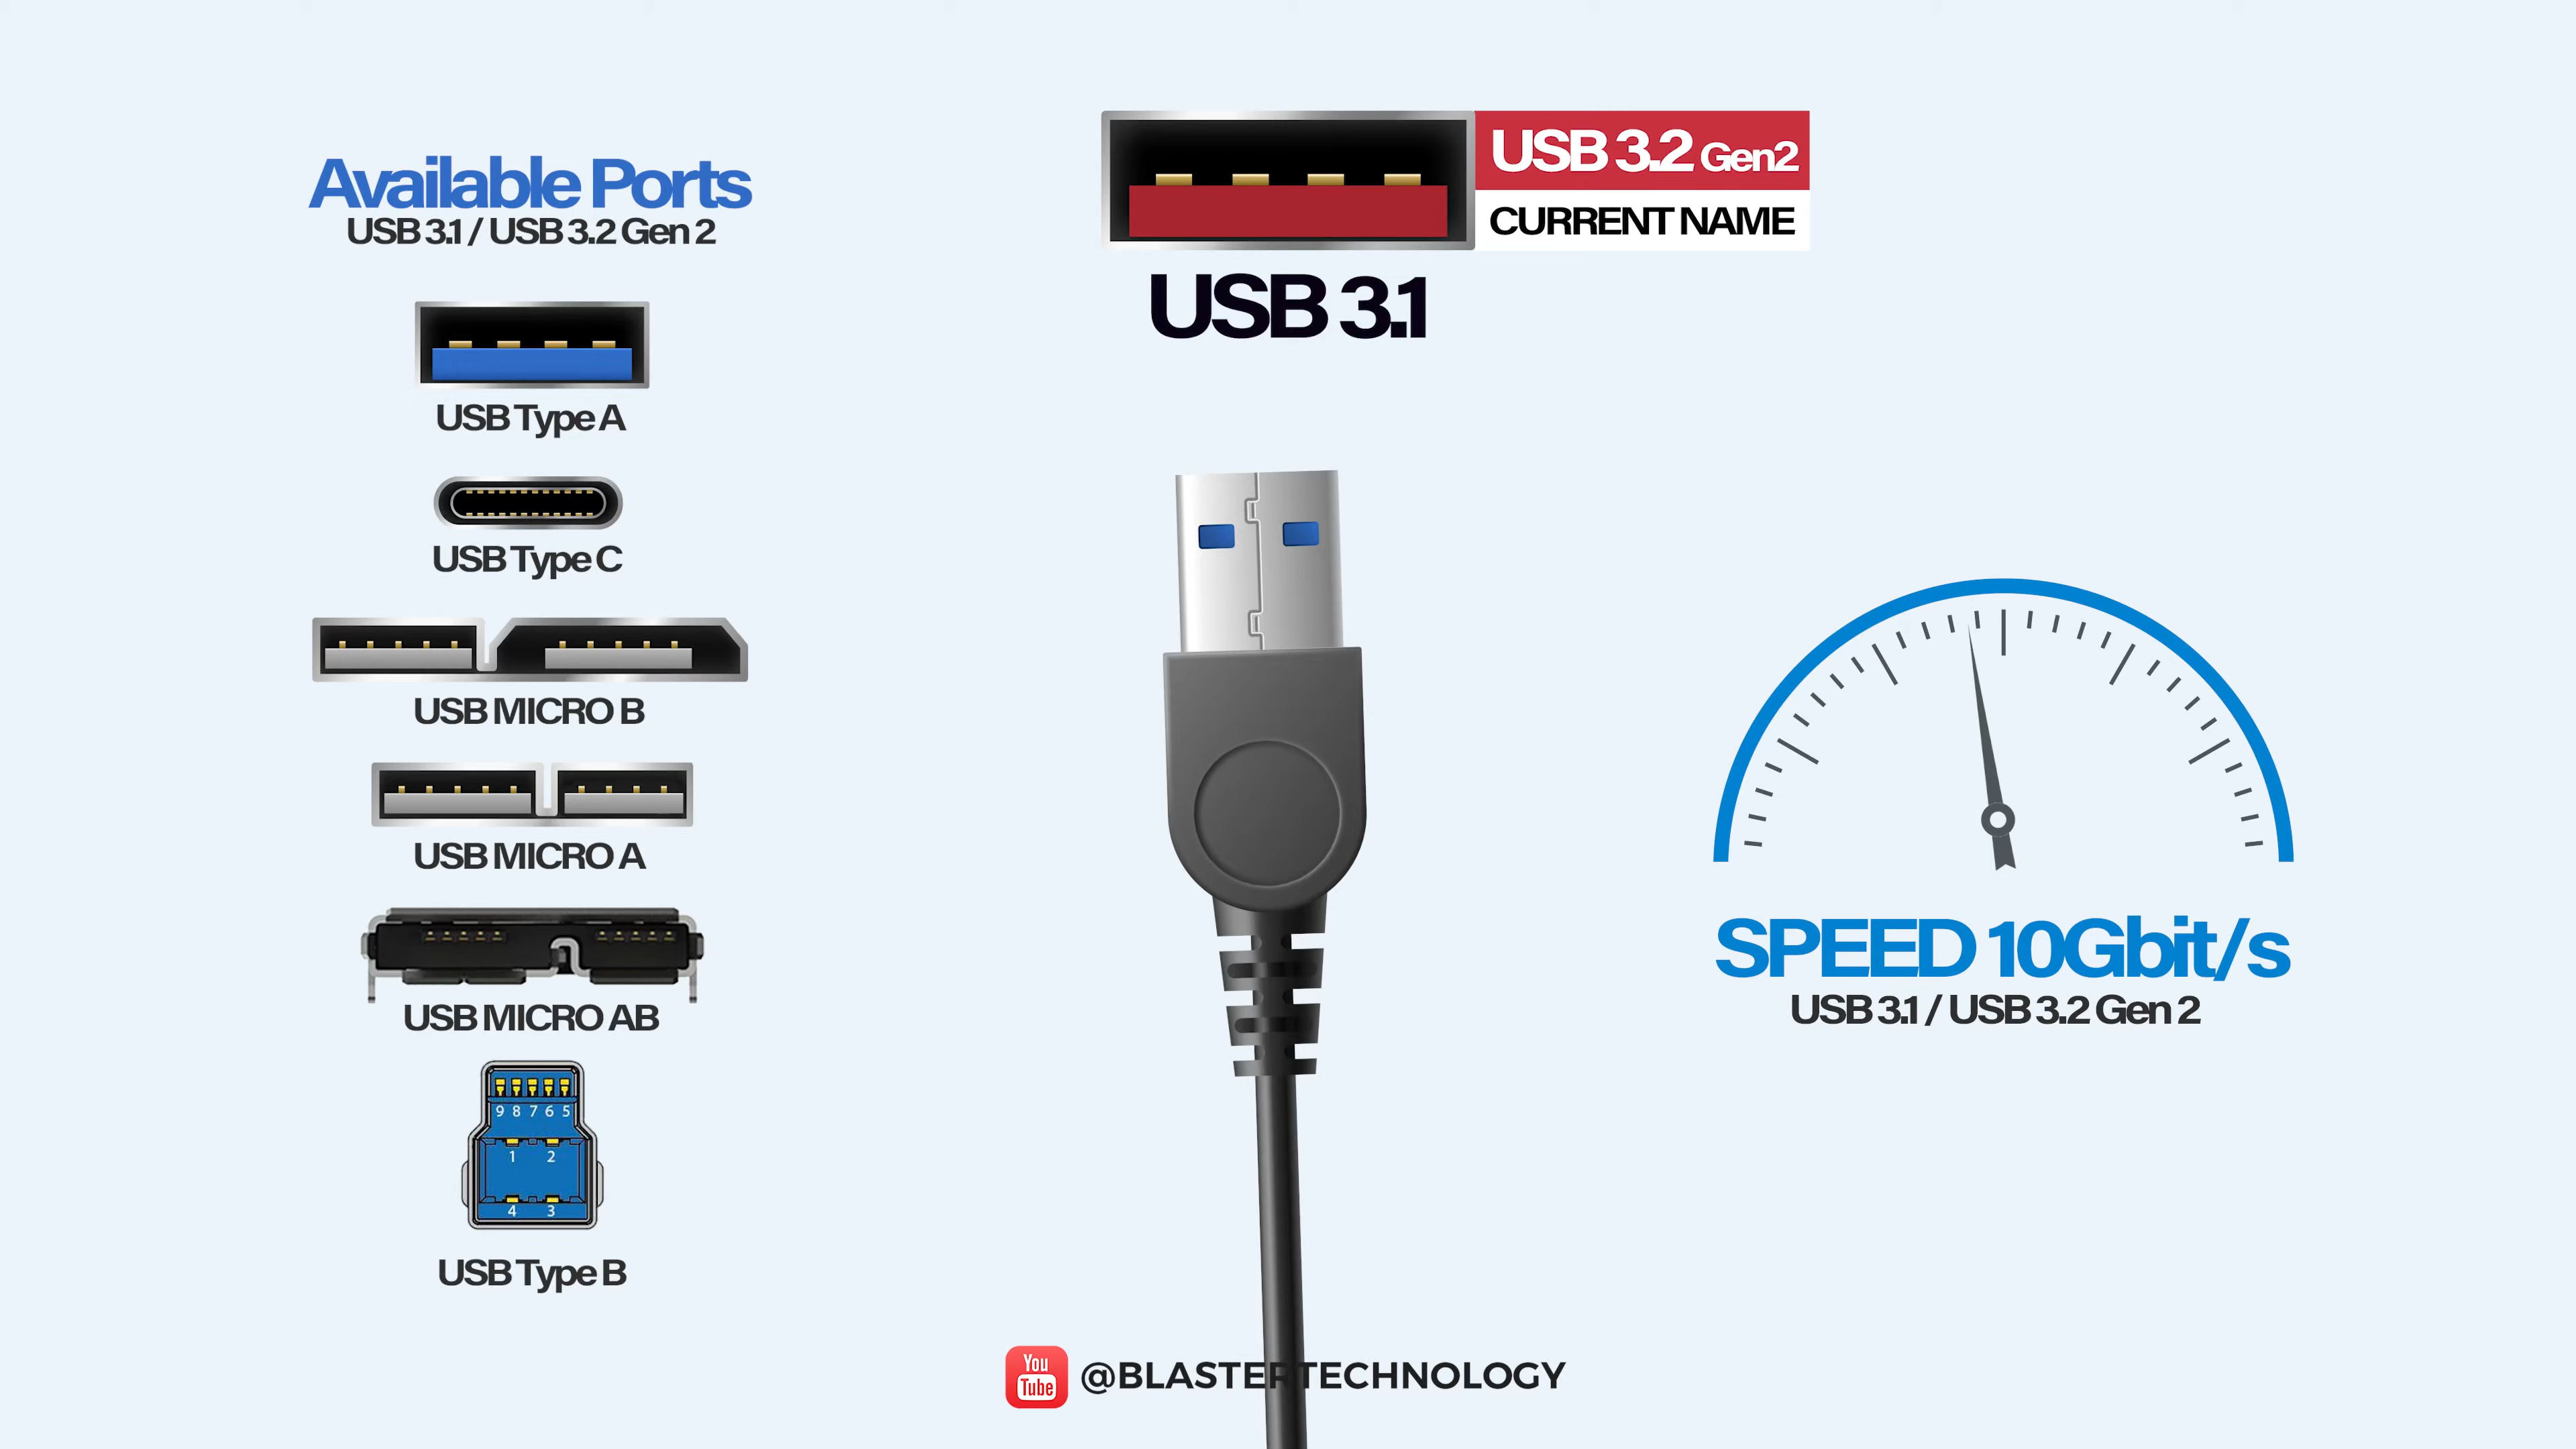 Available Ports
USB 3.1 / USB 3.2 Gen 2
USB Type A
USB Type C
USB MICRO B
USB MICRO A
USB MICRO AB
9 8 7 6 5
1 2
4 3
USB Type B
USB 3.2 Gen2
CURRENT NAME
USB 3.1
SPEED 10Gbit/s
USB 3.1 / USB 3.2 Gen 2
You
Tube
@BLASTERTECHNOLOGY